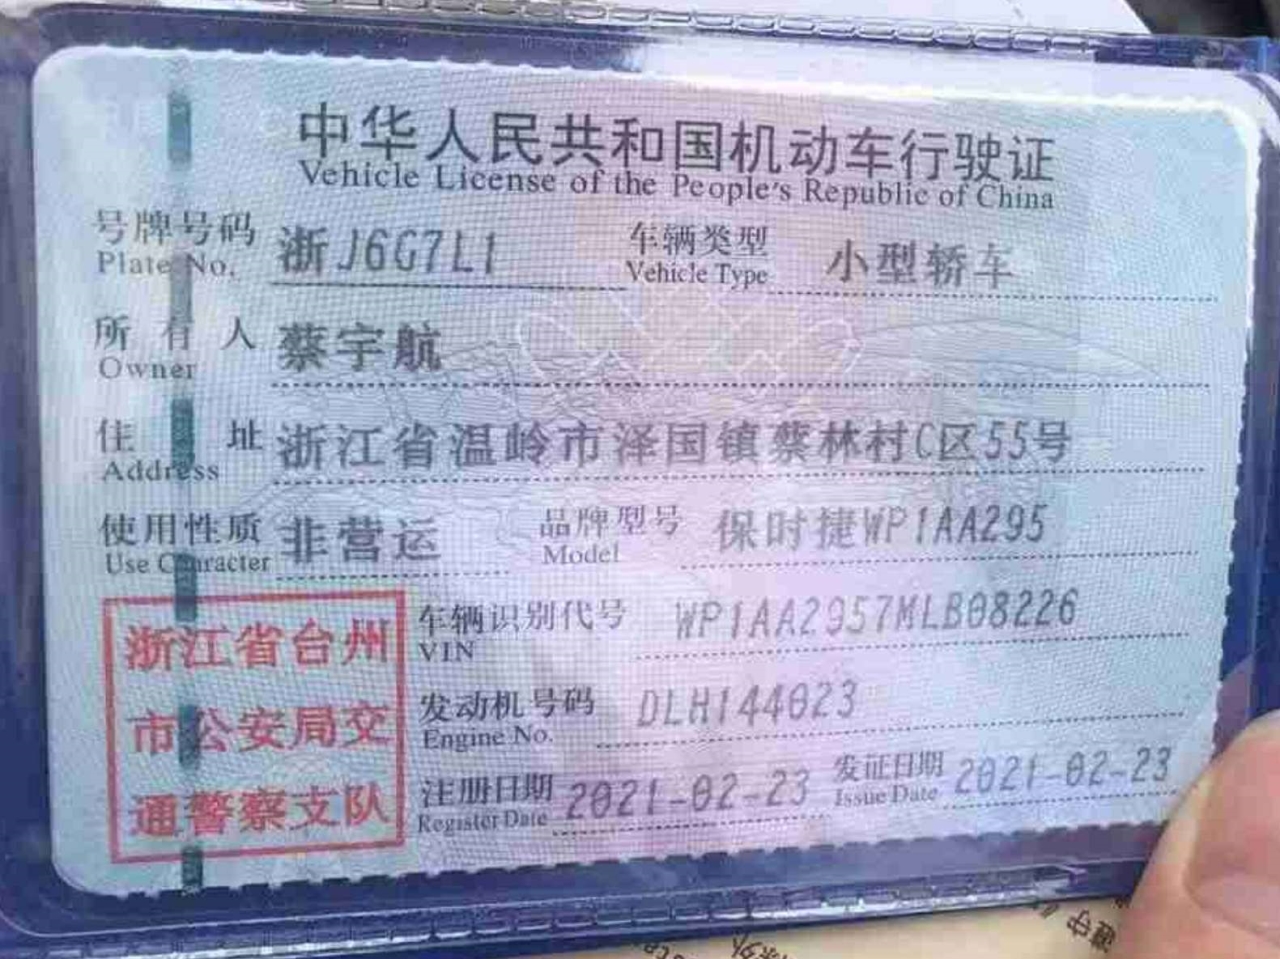 中华人民共和国机动车行驶证
Vehicle License of the People's Republic of China
号牌号码 浙J6G7L1 车辆类型 小型轿车
Plate No. Vehicle Type
所有人 蔡宇航
Owner
住址 浙江省温岭市泽国镇蔡林村C区55号
Address
使用性质 非营运 品牌型号 保时捷WP1AA295
Use Character Model
浙江省台州
市公安局交
通警察支队
车辆识别代号 WP1AA2957MLB08226
VIN
发动机号码 DLH144023
Engine No.
注册日期 2021-02-23 发证日期 2021-02-23
Register Date Issue Date
遵守